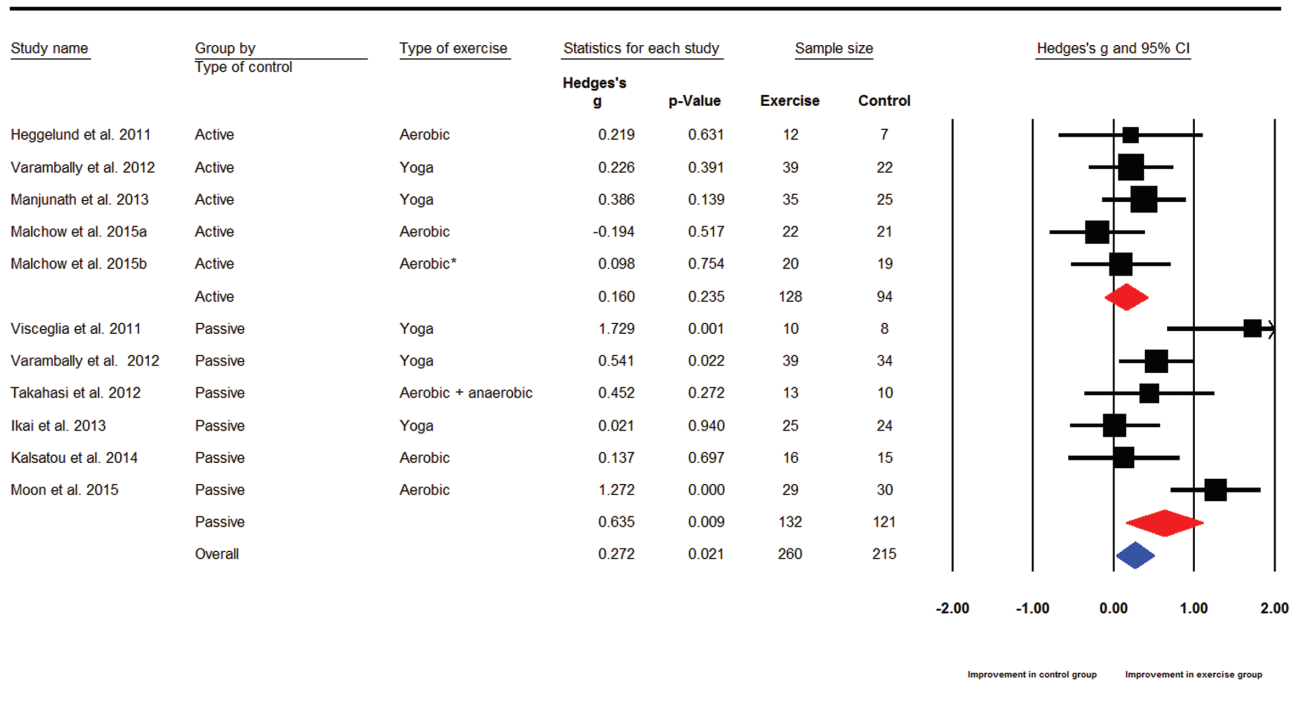 Study name Group by Type of exercise Statistics for each study Sample size Hedges's g and 95% CI
Type of control
Hedges's
g p-Value Exercise Control
Heggelund et al. 2011 Active Aerobic 0.219 0.631 12 7
Varambally et al. 2012 Active Yoga 0.226 0.391 39 22
Manjunath et al. 2013 Active Yoga 0.386 0.139 35 25
Malchow et al. 2015a Active Aerobic -0.194 0.517 22 21
Malchow et al. 2015b Active Aerobic* 0.098 0.754 20 19
Active 0.160 0.235 128 94
Visceglia et al. 2011 Passive Yoga 1.729 0.001 10 8
Varambally et al. 2012 Passive Yoga 0.541 0.022 39 34
Takahasi et al. 2012 Passive Aerobic + anaerobic 0.452 0.272 13 10
Ikai et al. 2013 Passive Yoga 0.021 0.940 25 24
Kalsatou et al. 2014 Passive Aerobic 0.137 0.697 16 15
Moon et al. 2015 Passive Aerobic 1.272 0.000 29 30
Passive 0.635 0.009 132 121
Overall 0.272 0.021 260 215
-2.00 -1.00 0.00 1.00 2.00
Improvement in control group Improvement in exercise group